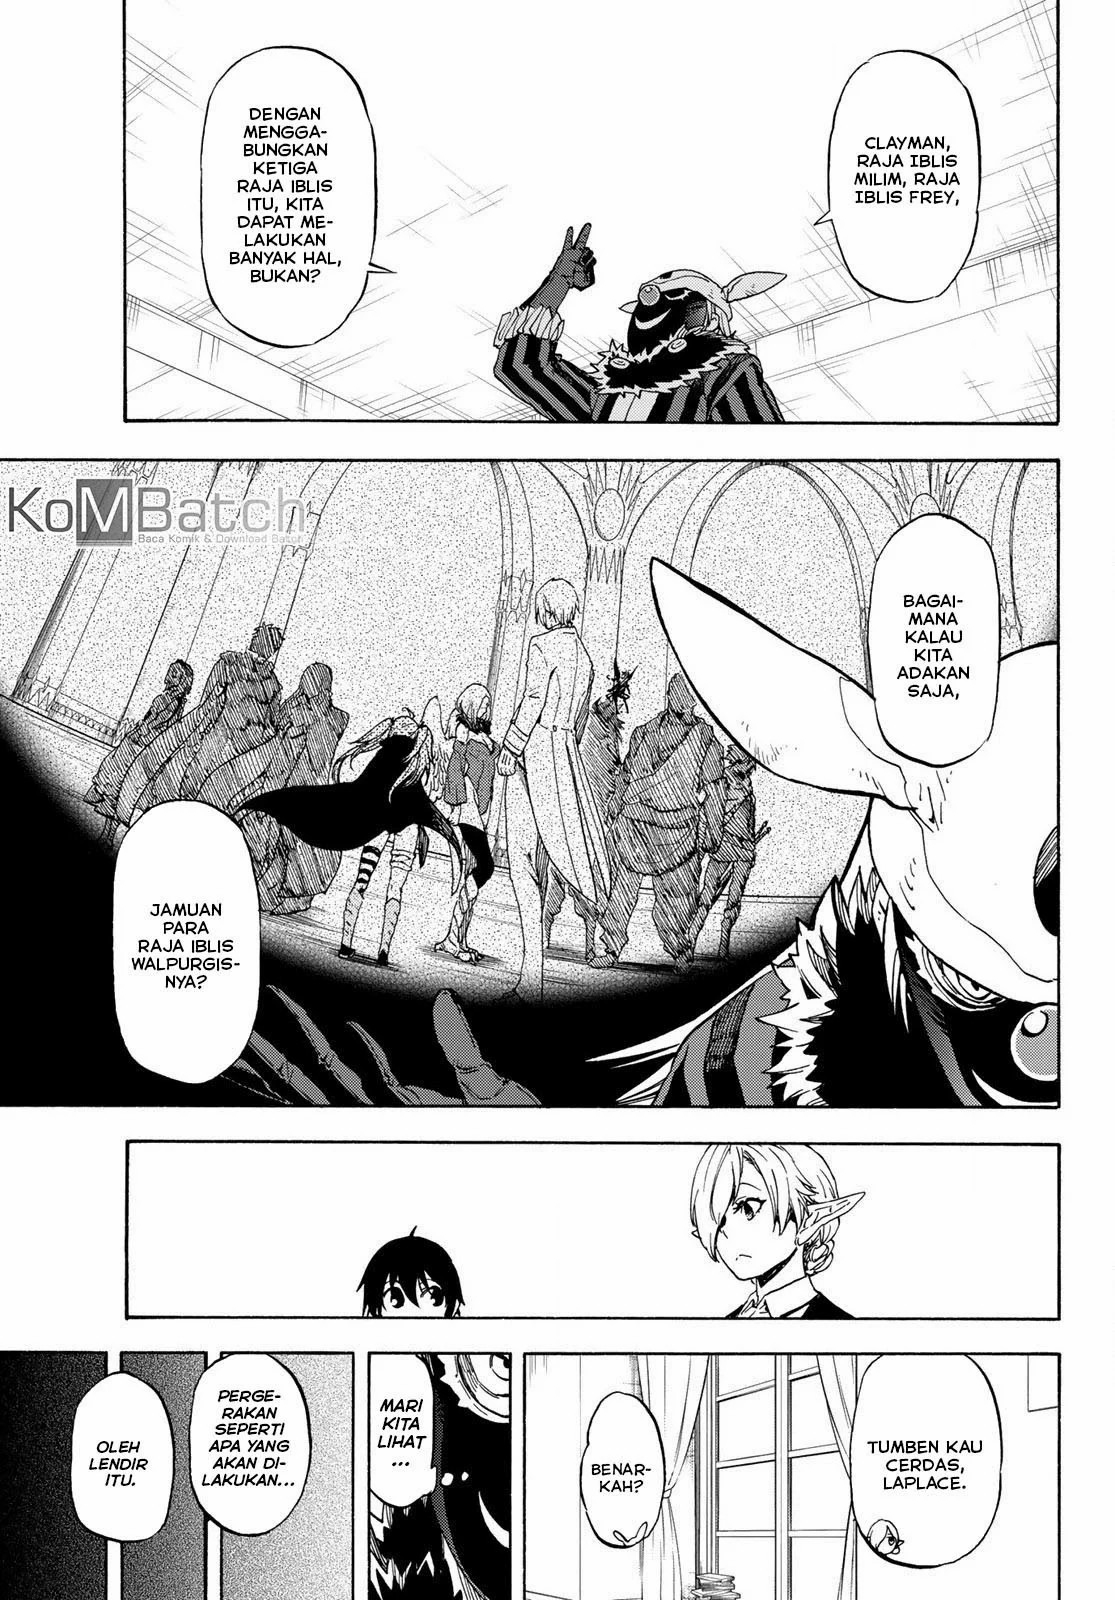 CLAYMAN,
RAJA IBLIS
MILIM, RAJA
IBLIS FREY,
DENGAN
MENGGA-
BUNGKAN
KETIGA
RAJA IBLIS
ITU, KITA
DAPAT ME-
LAKUKAN
BANYAK HAL,
BUKAN?
KoMBatch
Baca Komik & Download Batch
BAGAI-
MANA
KALAU
KITA
ADAKAN
SAJA,
JAMUAN
PARA
RAJA IBLIS
WALPURGIS-
NYA?
TUMBEN KAU
CERDAS,
LAPLACE.
BENAR-
KAH?
MARI
KITA
LIHAT
...
PERGE-
RAKAN
SEPERTI
APA YANG
AKAN DI-
LAKUKAN...
OLEH
LENDIR
ITU.